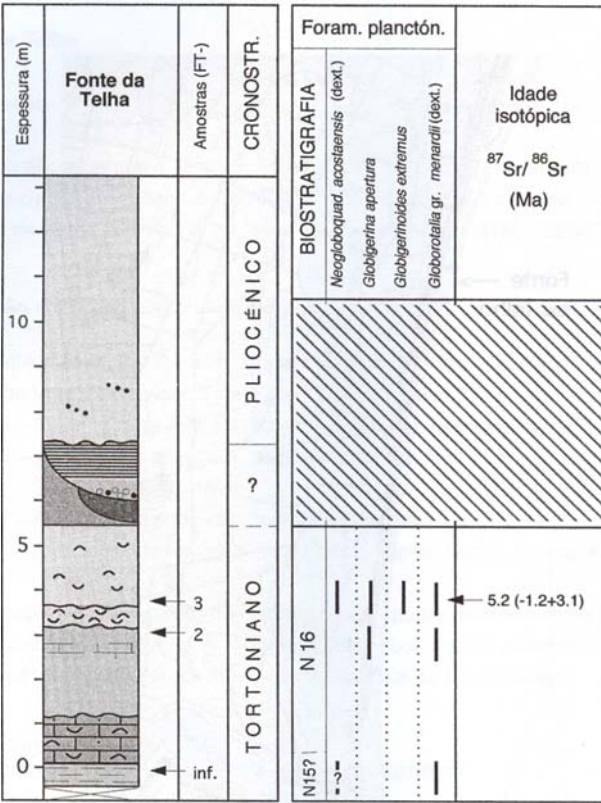 Espessura (m)
Fonte da
Telha
Amostras (FT-)
CRONOSTR.
10
5
0
3
2
inf.
PLIOCÉNICO
?
TORTONIANO
Foram. planctón.
BIOSTRATIGRAFIA
Neogloboquad. acostaensis (dext.)
Globigerina apertura
Globigerinoides extremus
Globorotalia gr. menardii (dext.)
Idade
isotópica
87Sr/ 86Sr
(Ma)
N 16
N15?
?
5.2 (-1.2+3.1)
Fonte